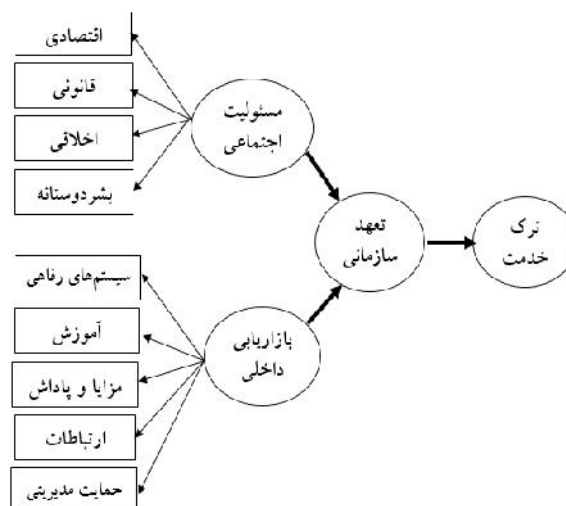 اقتصادی
قانونی
اخلاقی
بشردوستانه
مسئولیت
اجتماعی
تعهد
سازمانی
ترک
خدمت
سیستم‌های رفاهی
آموزش
مزایا و پاداش
ارتباطات
حمایت مدیریتی
بازاریابی
داخلی